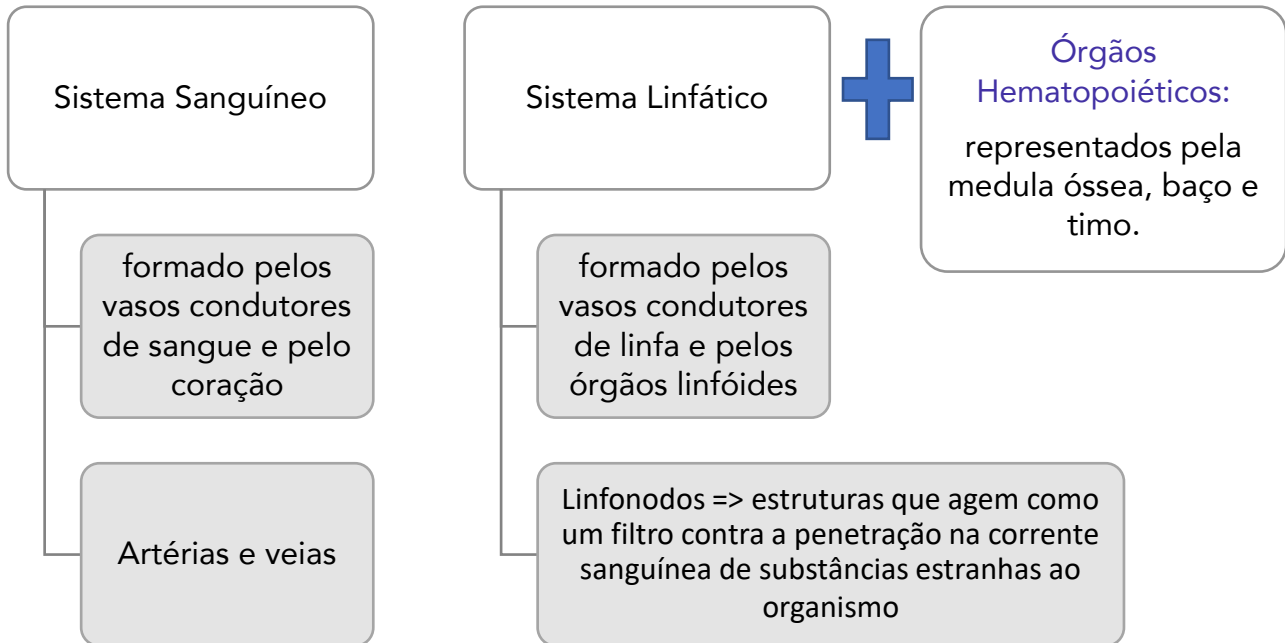 Sistema Sanguíneo
formado pelos
vasos condutores
de sangue e pelo
coração
Artérias e veias
Sistema Linfático
formado pelos
vasos condutores
de linfa e pelos
órgãos linfóides
Linfonodos => estruturas que agem como
um filtro contra a penetração na corrente
sanguínea de substâncias estranhas ao
organismo
Órgãos
Hematopoiéticos:
representados pela
medula óssea, baço e
timo.